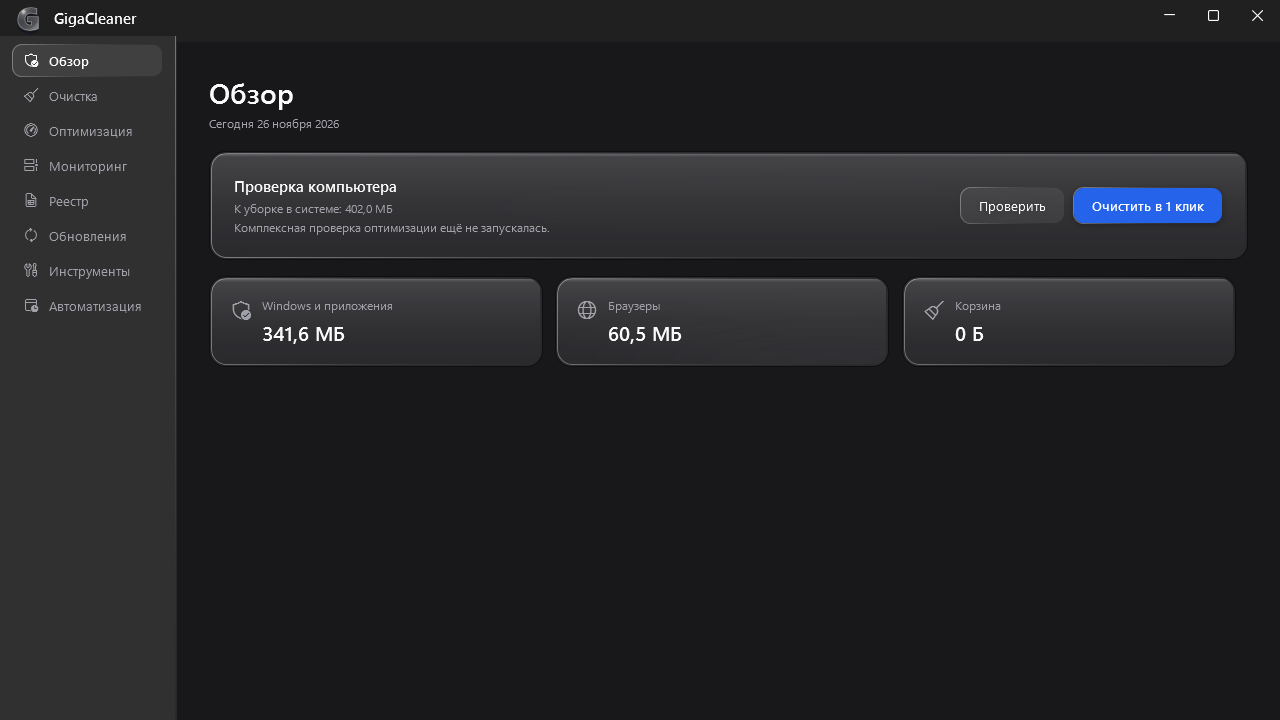 GigaCleaner
Обзор
Очистка
Оптимизация
Мониторинг
Реестр
Обновления
Инструменты
Автоматизация
Обзор
Сегодня 26 ноября 2026
Проверка компьютера
К уборке в системе: 402,0 МБ
Комплексная проверка оптимизации ещё не запускалась.
Проверить
Очистить в 1 клик
Windows и приложения
341,6 МБ
Браузеры
60,5 МБ
Корзина
0 Б